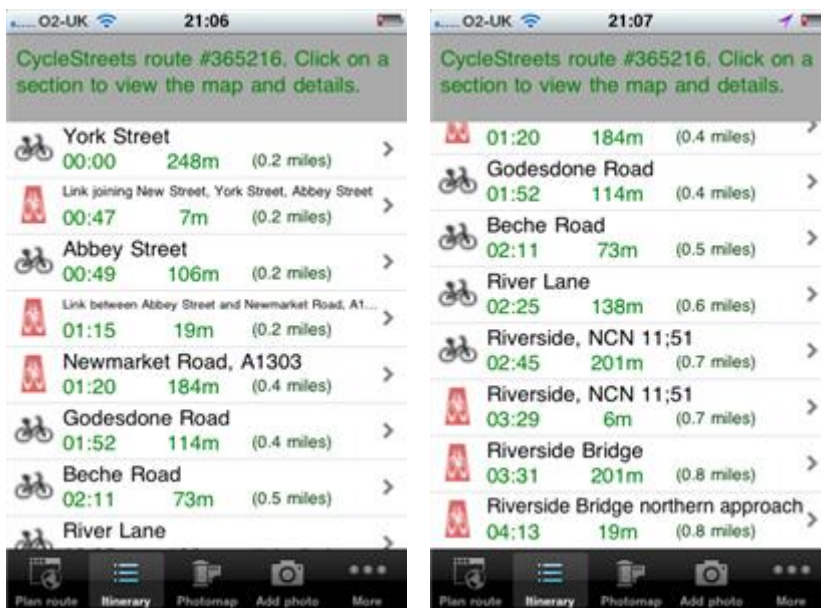 O2-UK 21:06
CycleStreets route #365216. Click on a
section to view the map and details.
York Street
00:00 248m (0.2 miles)
Link joining New Street, York Street, Abbey Street
00:47 7m (0.2 miles)
Abbey Street
00:49 106m (0.2 miles)
Link between Abbey Street and Newmarket Road, A1...
01:15 19m (0.2 miles)
Newmarket Road, A1303
01:20 184m (0.4 miles)
Godesdone Road
01:52 114m (0.4 miles)
Beche Road
02:11 73m (0.5 miles)
River Lane
Plan route Itinerary Photomap Add photo More
O2-UK 21:07
CycleStreets route #365216. Click on a
section to view the map and details.
01:20 184m (0.4 miles)
Godesdone Road
01:52 114m (0.4 miles)
Beche Road
02:11 73m (0.5 miles)
River Lane
02:25 138m (0.6 miles)
Riverside, NCN 11;51
02:45 201m (0.7 miles)
Riverside, NCN 11;51
03:29 6m (0.7 miles)
Riverside Bridge
03:31 201m (0.8 miles)
Riverside Bridge northern approach
04:13 19m (0.8 miles)
Plan route Itinerary Photomap Add photo More